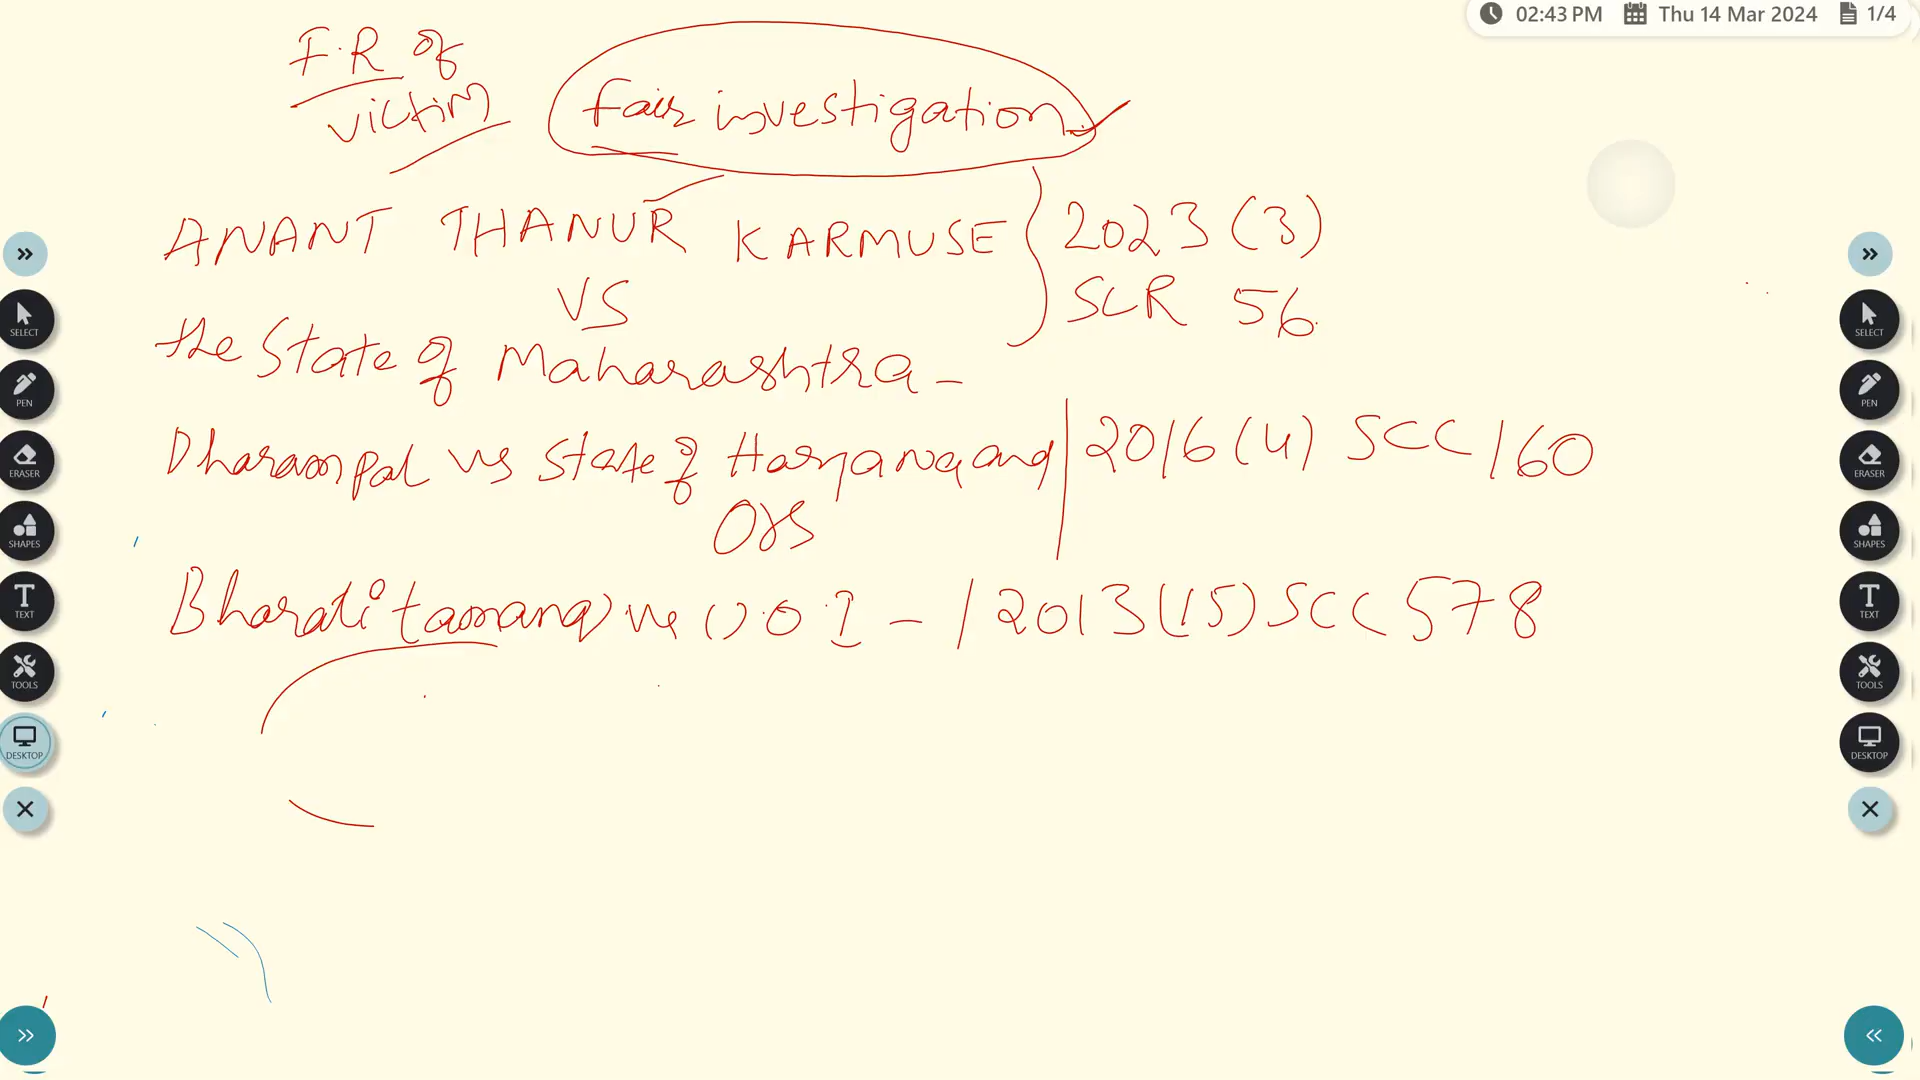 02:43 PM Thu 14 Mar 2024 1/4
F.R of
victim
Fair investigation
ANANT THANUR KARMUSE 2023 (3)
VS SCR 56
the State of Maharashtra -
Dharampal vs State of Haryana and 2016 (4) SCC 160
Ors
Bharati tamang vs U.O.I - / 2013 (15) SCC 578
SELECT
PEN
ERASER
SHAPES
TEXT
TOOLS
DESKTOP
SELECT
PEN
ERASER
SHAPES
TEXT
TOOLS
DESKTOP